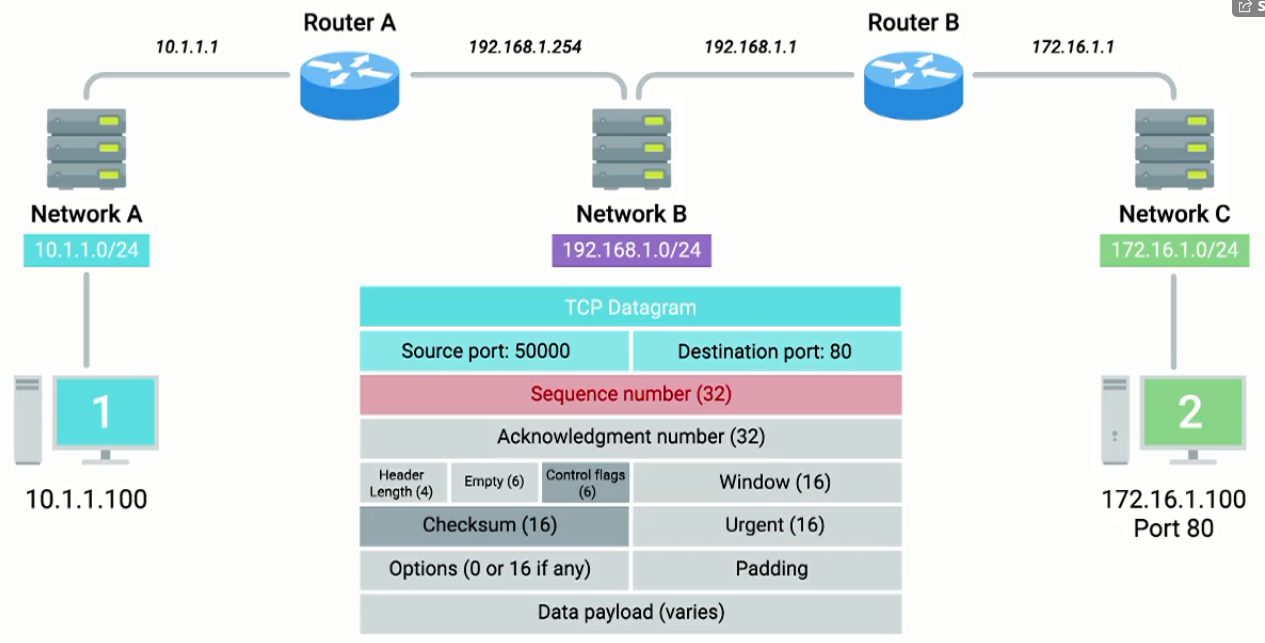 Router A
Router B
10.1.1.1
192.168.1.254
192.168.1.1
172.16.1.1
Network A
Network B
Network C
10.1.1.0/24
192.168.1.0/24
172.16.1.0/24
TCP Datagram
Source port: 50000
Destination port: 80
Sequence number (32)
Acknowledgment number (32)
Header
Length (4)
Empty (6)
Control flags
(6)
Window (16)
Checksum (16)
Urgent (16)
Options (0 or 16 if any)
Padding
Data payload (varies)
1
10.1.1.100
2
172.16.1.100
Port 80